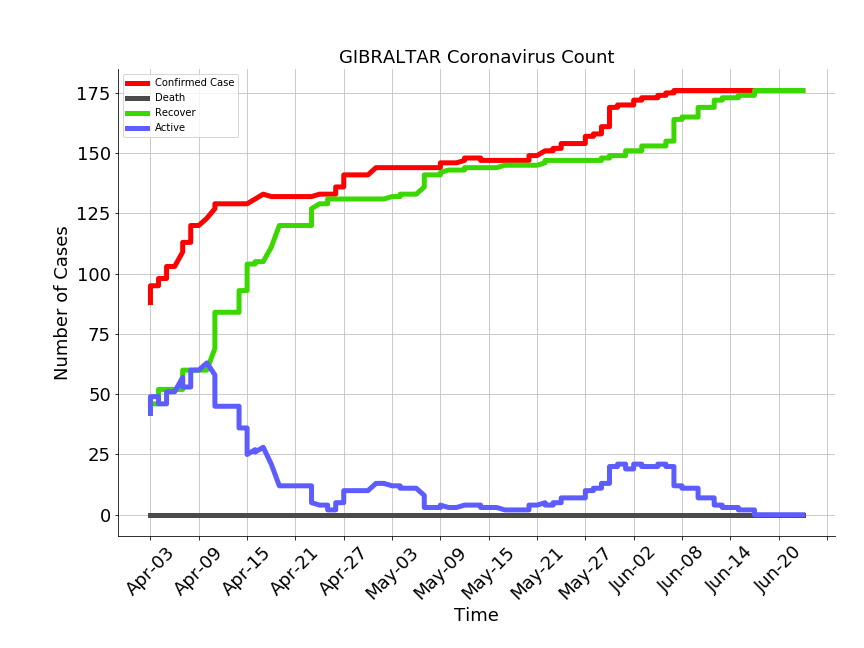 GIBRALTAR Coronavirus Count
Confirmed Case
Death
Recover
Active
175
150
125
100
75
50
25
0
Number of Cases
Apr-03
Apr-09
Apr-15
Apr-21
Apr-27
May-03
May-09
May-15
May-21
May-27
Jun-02
Jun-08
Jun-14
Jun-20
Time